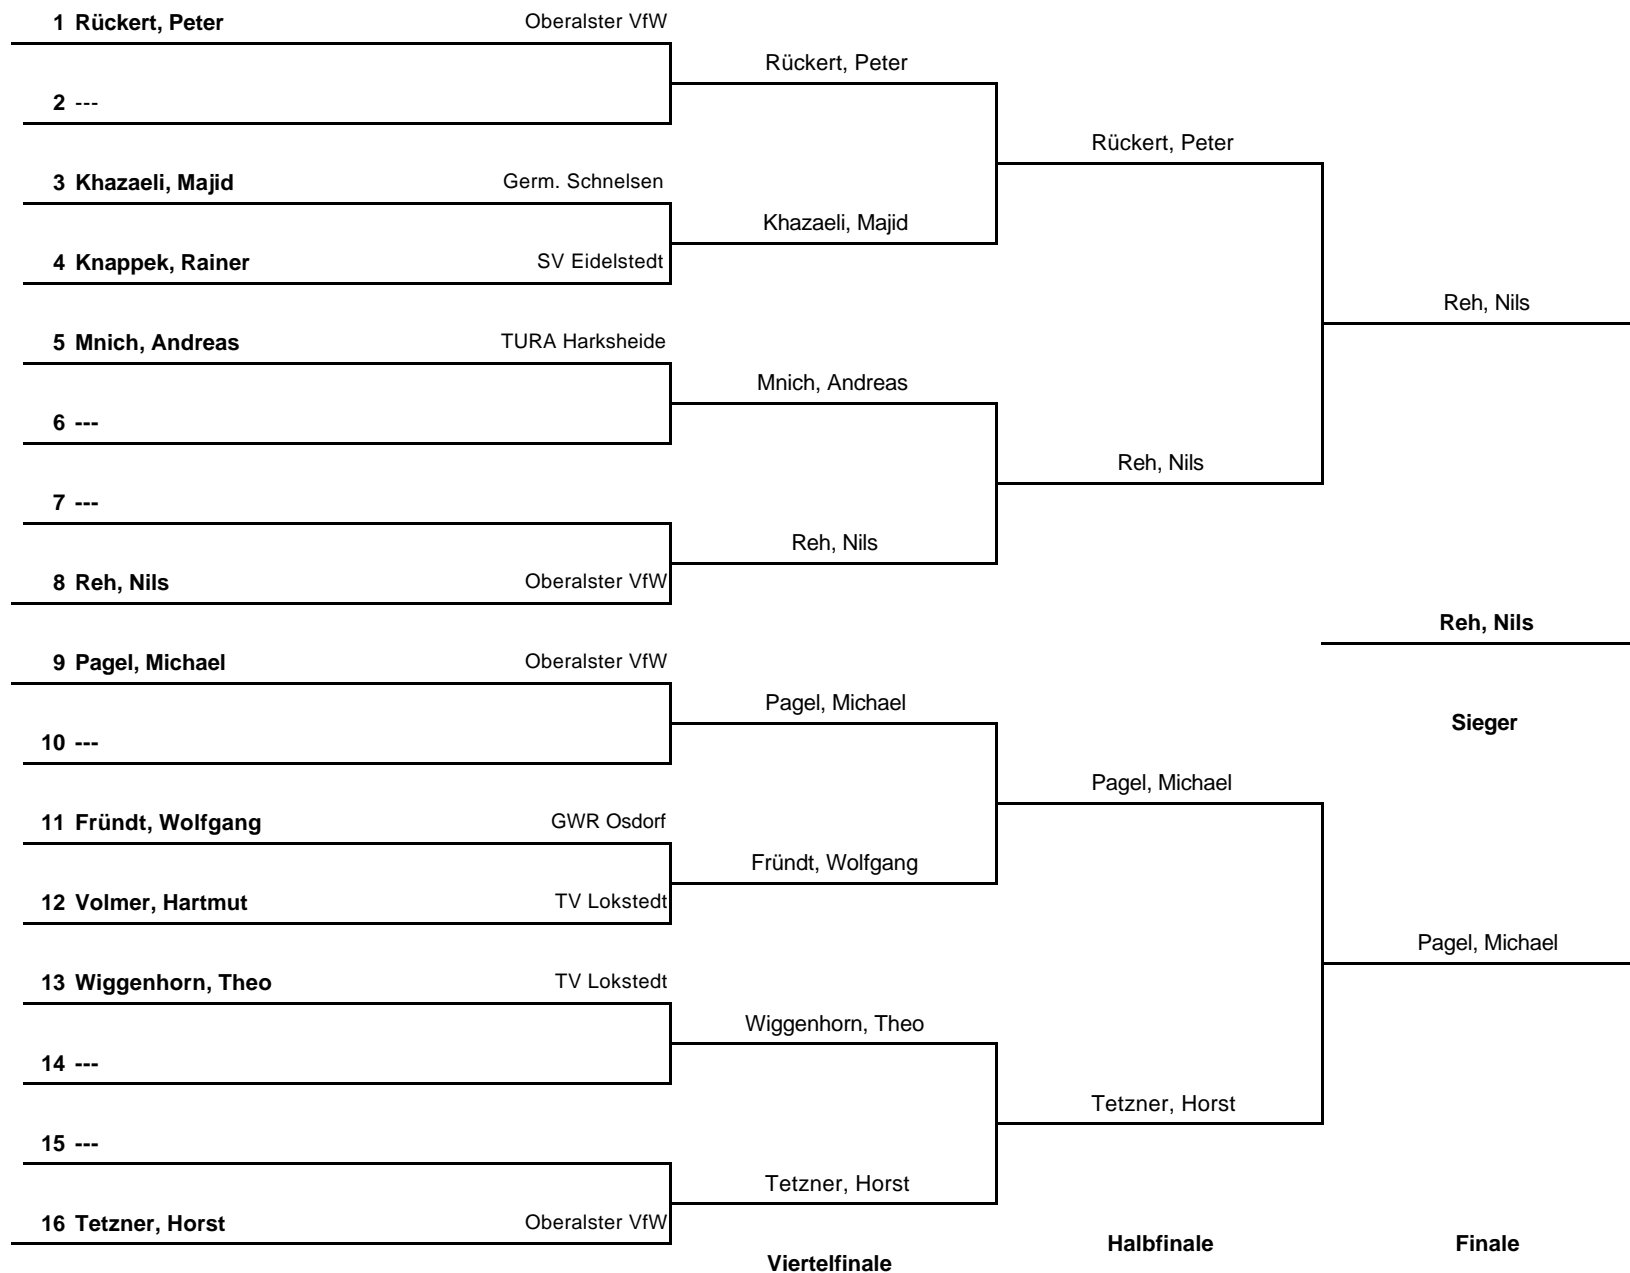 1 Rückert, Peter Oberalster VfW
Rückert, Peter
2 ---
Rückert, Peter
3 Khazaeli, Majid Germ. Schnelsen
Khazaeli, Majid
4 Knappek, Rainer SV Eidelstedt
Reh, Nils
5 Mnich, Andreas TURA Harksheide
Mnich, Andreas
6 ---
Reh, Nils
7 ---
Reh, Nils
8 Reh, Nils Oberalster VfW
Reh, Nils
9 Pagel, Michael Oberalster VfW
Pagel, Michael
Sieger
10 ---
Pagel, Michael
11 Fründt, Wolfgang GWR Osdorf
Fründt, Wolfgang
12 Volmer, Hartmut TV Lokstedt
Pagel, Michael
13 Wiggenhorn, Theo TV Lokstedt
Wiggenhorn, Theo
14 ---
Tetzner, Horst
15 ---
Tetzner, Horst
16 Tetzner, Horst Oberalster VfW
Halbfinale Finale
Viertelfinale